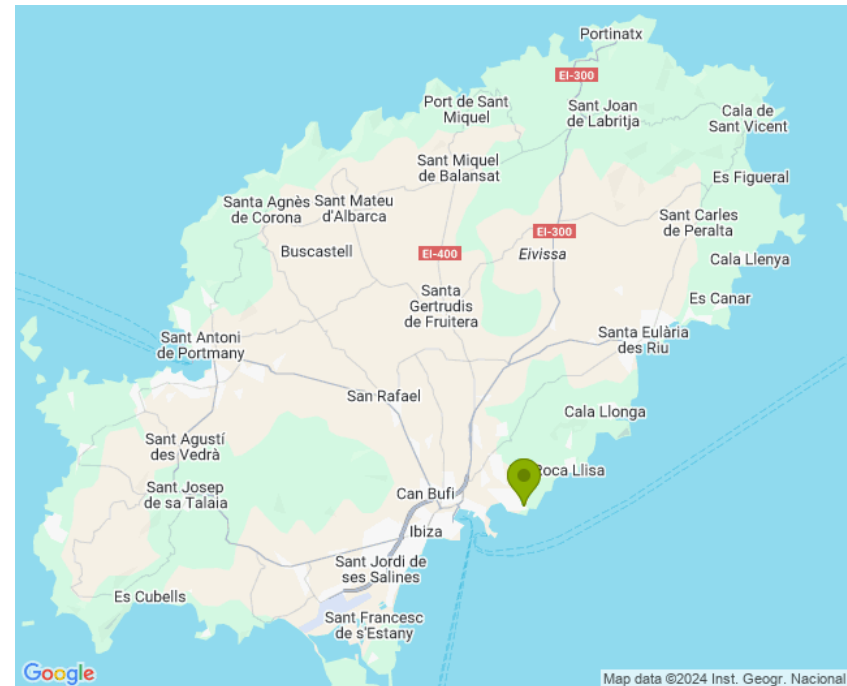 Portinatx
EI-300
Port de Sant
Miquel
Sant Joan
de Labritja
Cala de
Sant Vicent
Sant Miquel
de Balansat
Es Figueral
Santa Agnès
de Corona
Sant Mateu
d'Albarca
Sant Carles
de Peralta
EI-300
Buscastell
EI-400
Eivissa
Cala Llenya
Santa
Gertrudis
de Fruitera
Es Canar
Sant Antoni
de Portmany
Santa Eulària
des Riu
San Rafael
Cala Llonga
Sant Agustí
des Vedrà
Roca Llisa
Sant Josep
de sa Talaia
Can Bufi
Ibiza
Sant Jordi de
ses Salines
Es Cubells
Sant Francesc
de s'Estany
Google
Map data ©2024 Inst. Geogr. Nacional